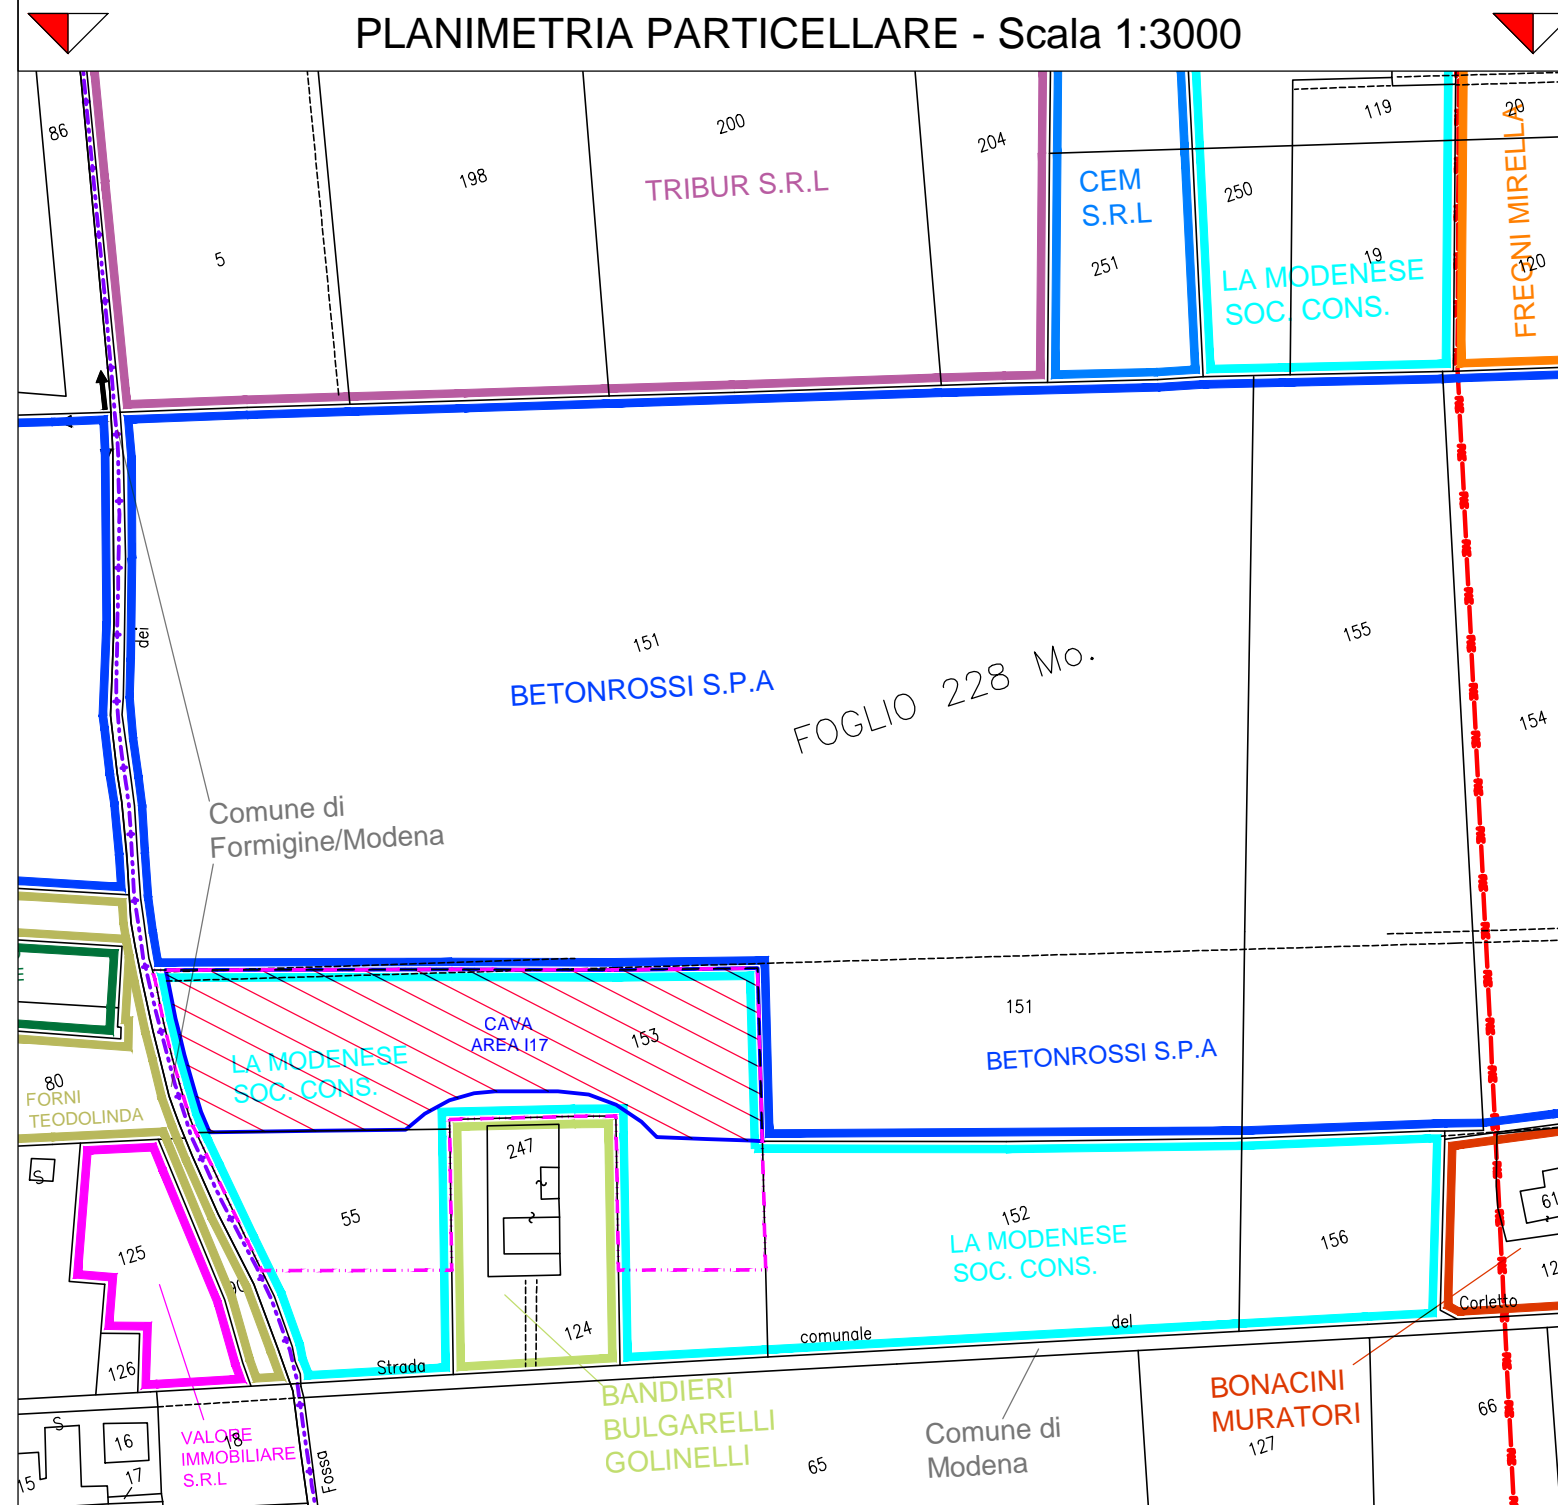 PLANIMETRIA PARTICELLARE - Scala 1:3000
86
5
198
200
TRIBUR S.R.L
204
CEM
S.R.L
251
250
119
19
LA MODENESE
SOC. CONS.
20
FREGNI MIRELLA
120
dei
151
BETONROSSI S.P.A
FOGLIO 228 Mo.
155
154
Comune di
Formigine/Modena
E
CAVA
AREA I17
153
LA MODENESE
SOC. CONS.
151
BETONROSSI S.P.A
80
FORNI
TEODOLINDA
S
125
90
126
55
247
124
152
LA MODENESE
SOC. CONS.
156
61
12
Corletto
del
comunale
Strada
BANDIERI
BULGARELLI
GOLINELLI
BONACINI
MURATORI
Comune di
Modena
VALORE
IMMOBILIARE
S.R.L
S
16
17
15
18
Fossa
65
127
66